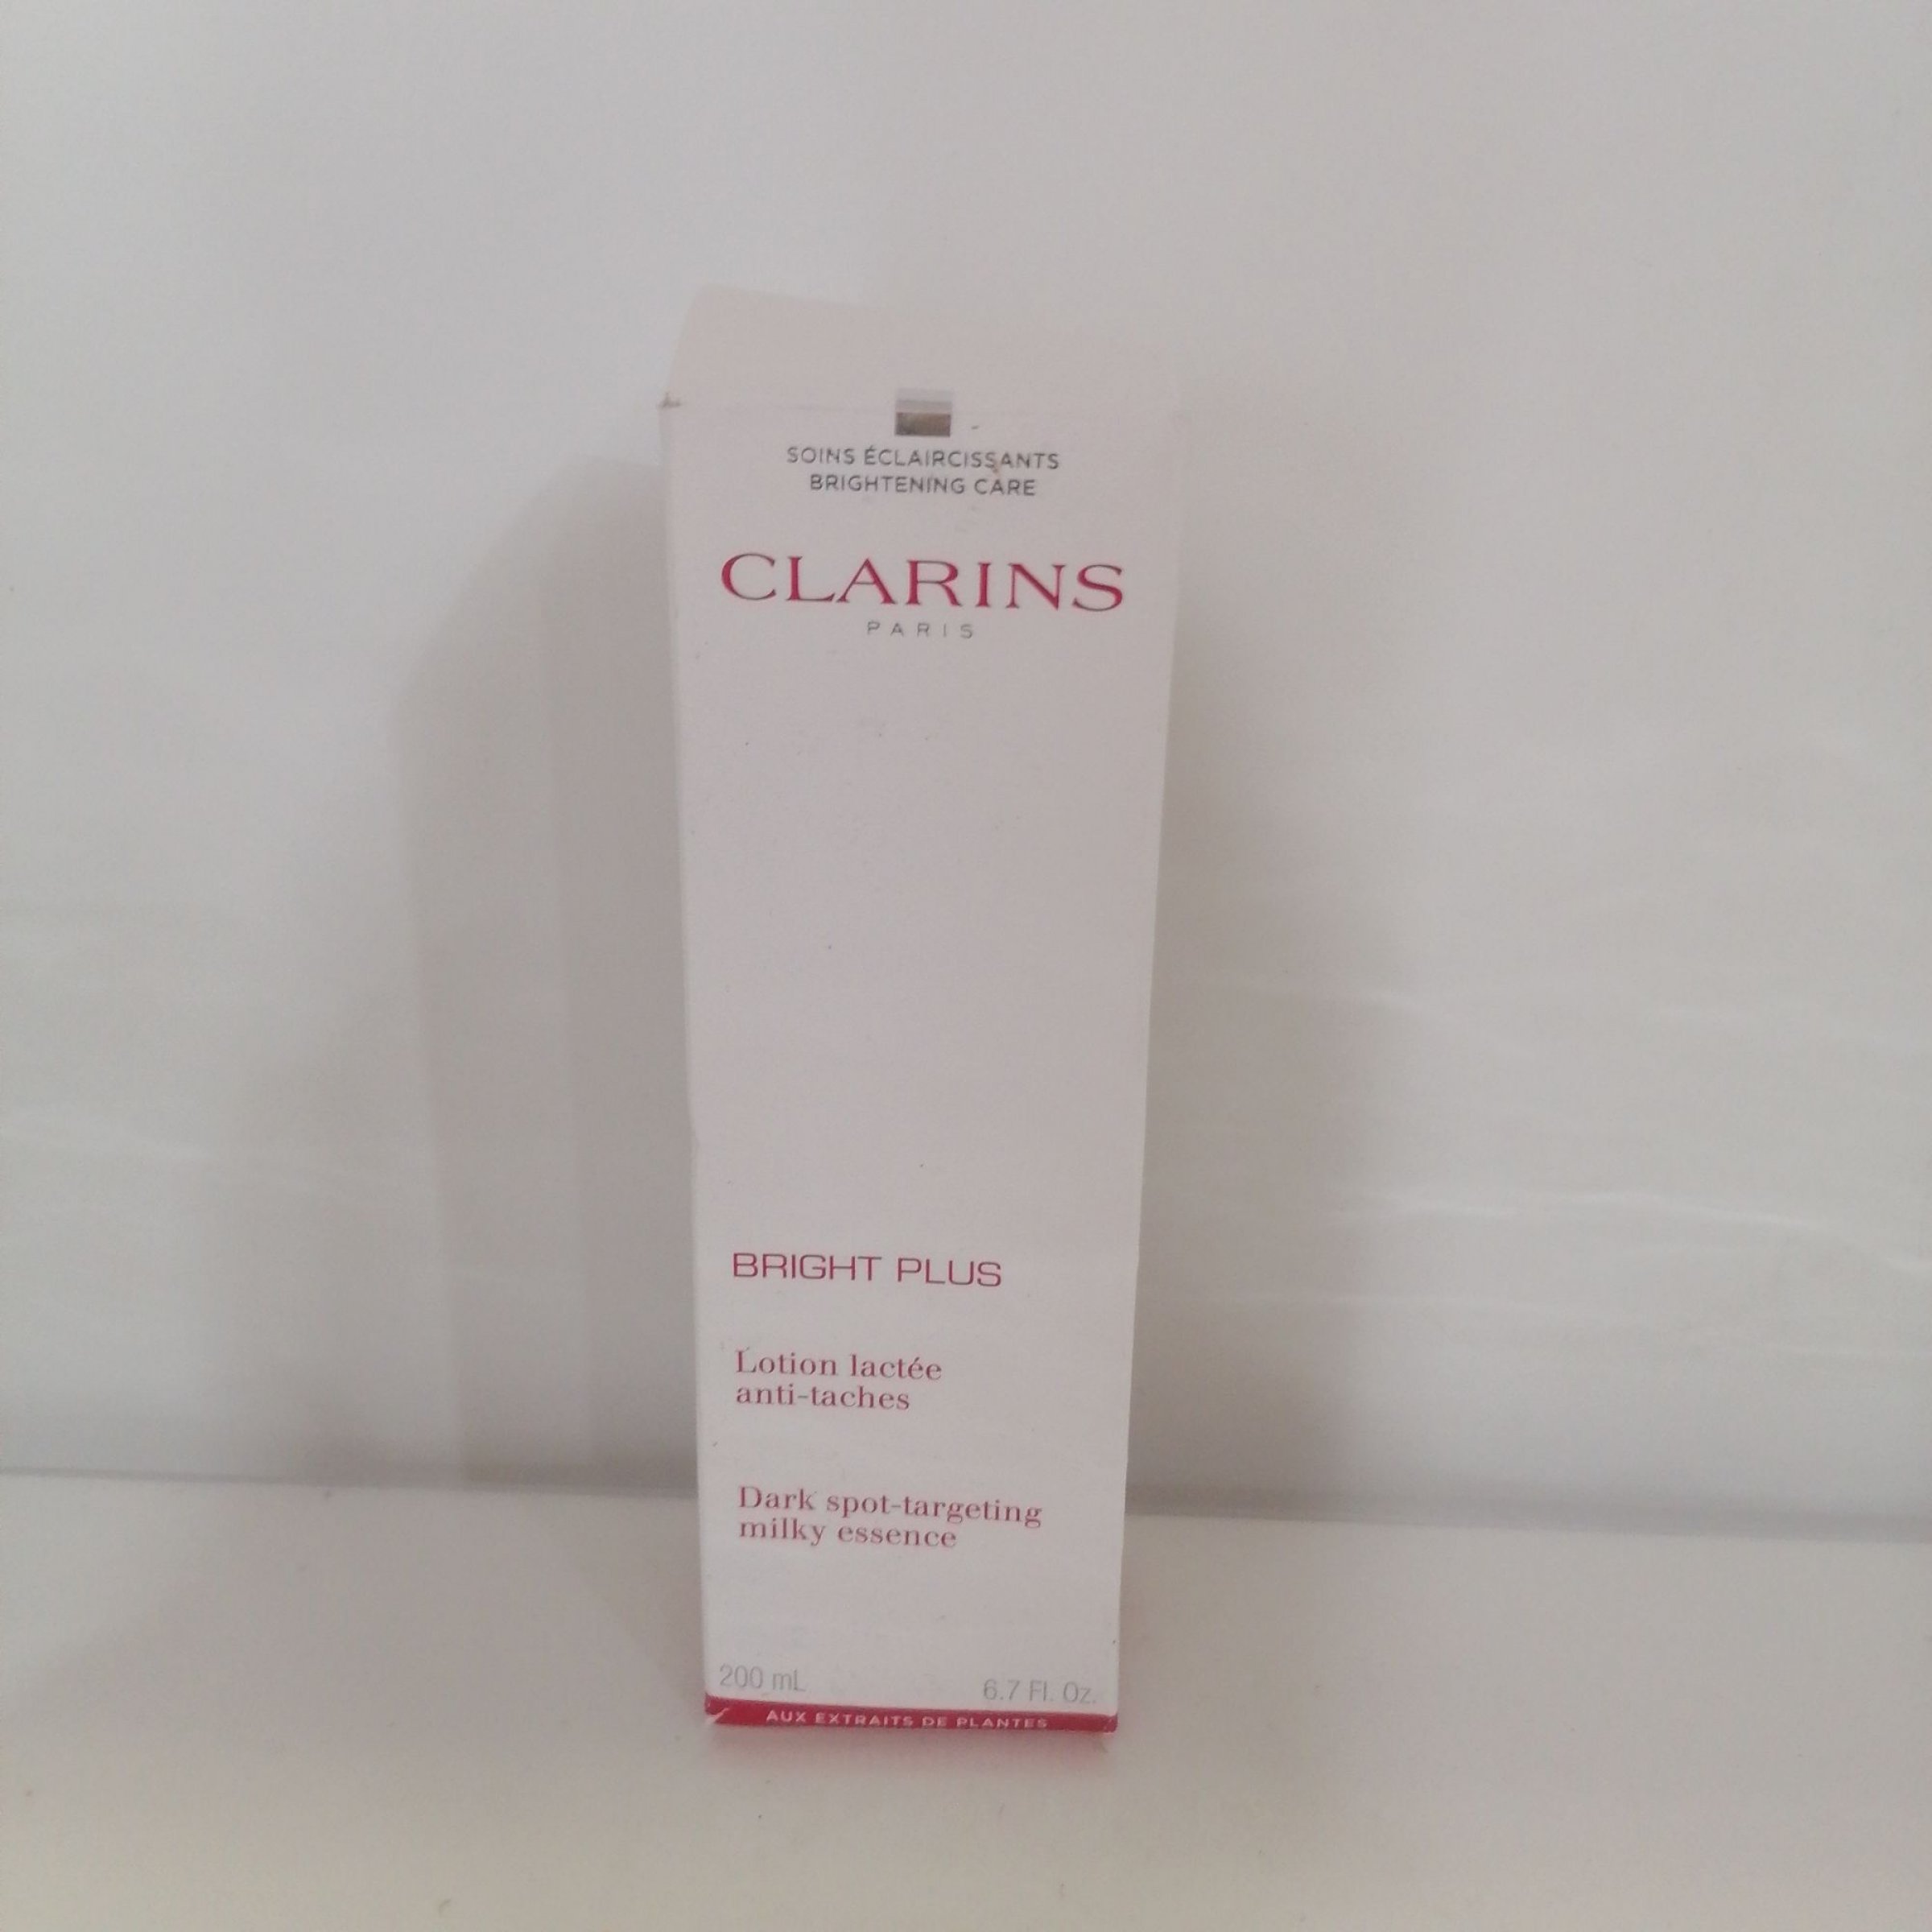 SOINS ÉCLAIRCISSANTS
BRIGHTENING CARE
CLARINS
PARIS
BRIGHT PLUS
Lotion lactée
anti-taches
Dark spot-targeting
milky essence
200 mL 6.7 Fl. Oz.
AUX EXTRAITS DE PLANTES